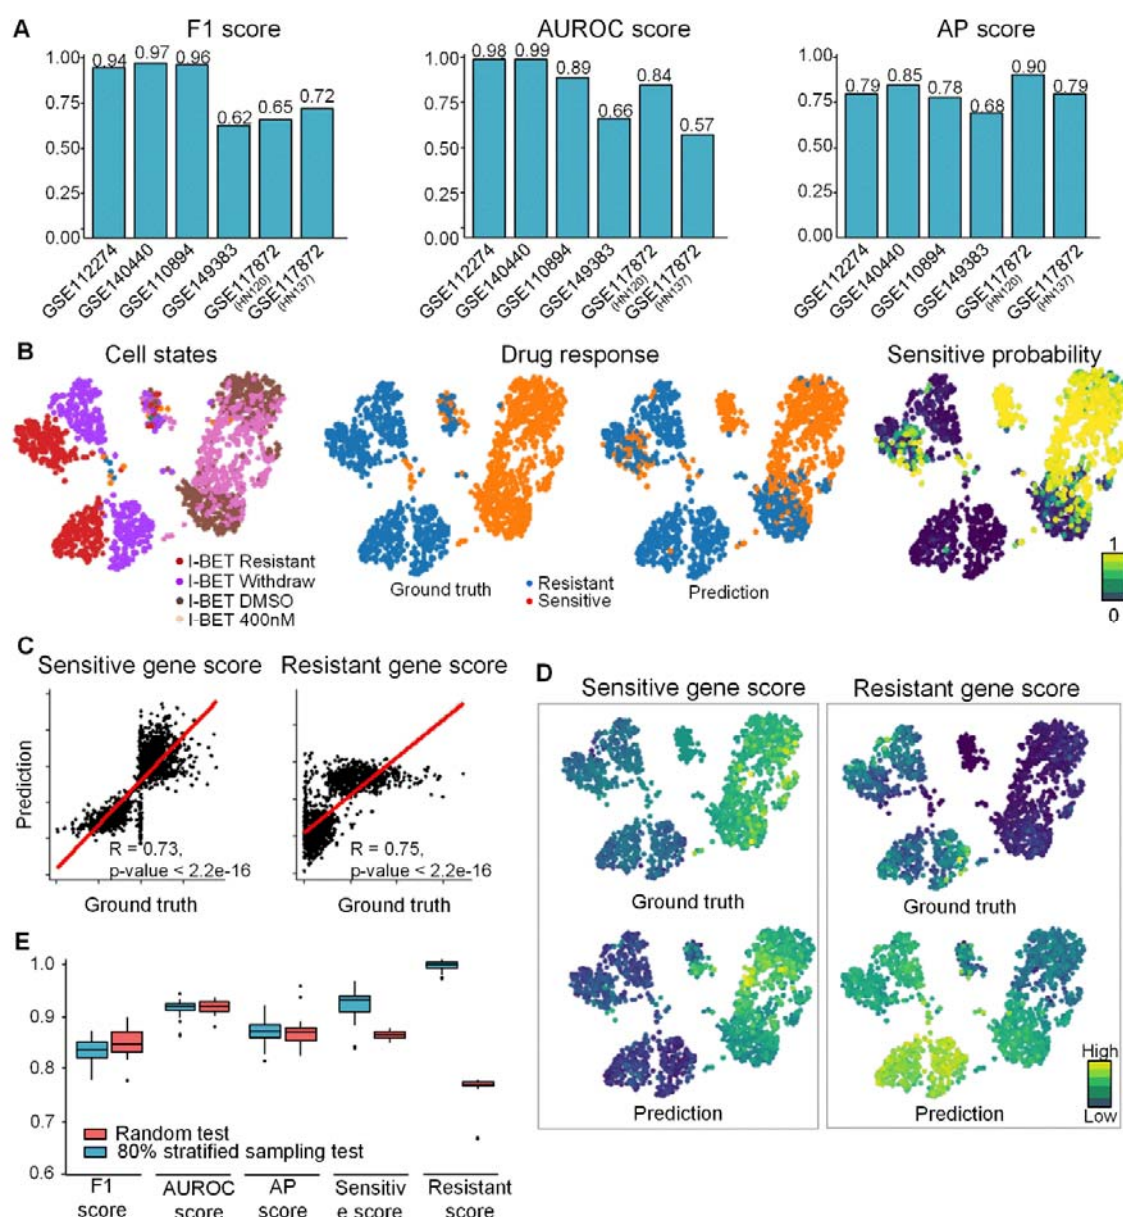 A
F1 score
AUROC score
AP score
1.00
0.75
0.50
0.25
0.00
0.94
0.97
0.96
0.62
0.65
0.72
GSE112274
GSE140440
GSE110894
GSE149383
GSE117872
(HN120)
GSE117872
(HN137)
1.00
0.75
0.50
0.25
0.00
0.98
0.99
0.89
0.66
0.84
0.57
GSE112274
GSE140440
GSE110894
GSE149383
GSE117872
(HN120)
GSE117872
(HN137)
1.00
0.75
0.50
0.25
0.00
0.79
0.85
0.78
0.68
0.90
0.79
GSE112274
GSE140440
GSE110894
GSE149383
GSE117872
(HN120)
GSE117872
(HN137)
B
Cell states
Drug response
Sensitive probability
I-BET Resistant
I-BET Withdraw
I-BET DMSO
I-BET 400nM
Ground truth
Resistant
Sensitive
Prediction
1
0
C
Sensitive gene score
Resistant gene score
Prediction
R = 0.73,
p-value < 2.2e-16
R = 0.75,
p-value < 2.2e-16
Ground truth
Ground truth
D
Sensitive gene score
Resistant gene score
Ground truth
Ground truth
Prediction
Prediction
High
Low
E
1.0
0.9
0.8
0.7
0.6
Random test
80% stratified sampling test
F1
score
AUROC
score
AP
score
Sensitiv
e score
Resistant
score